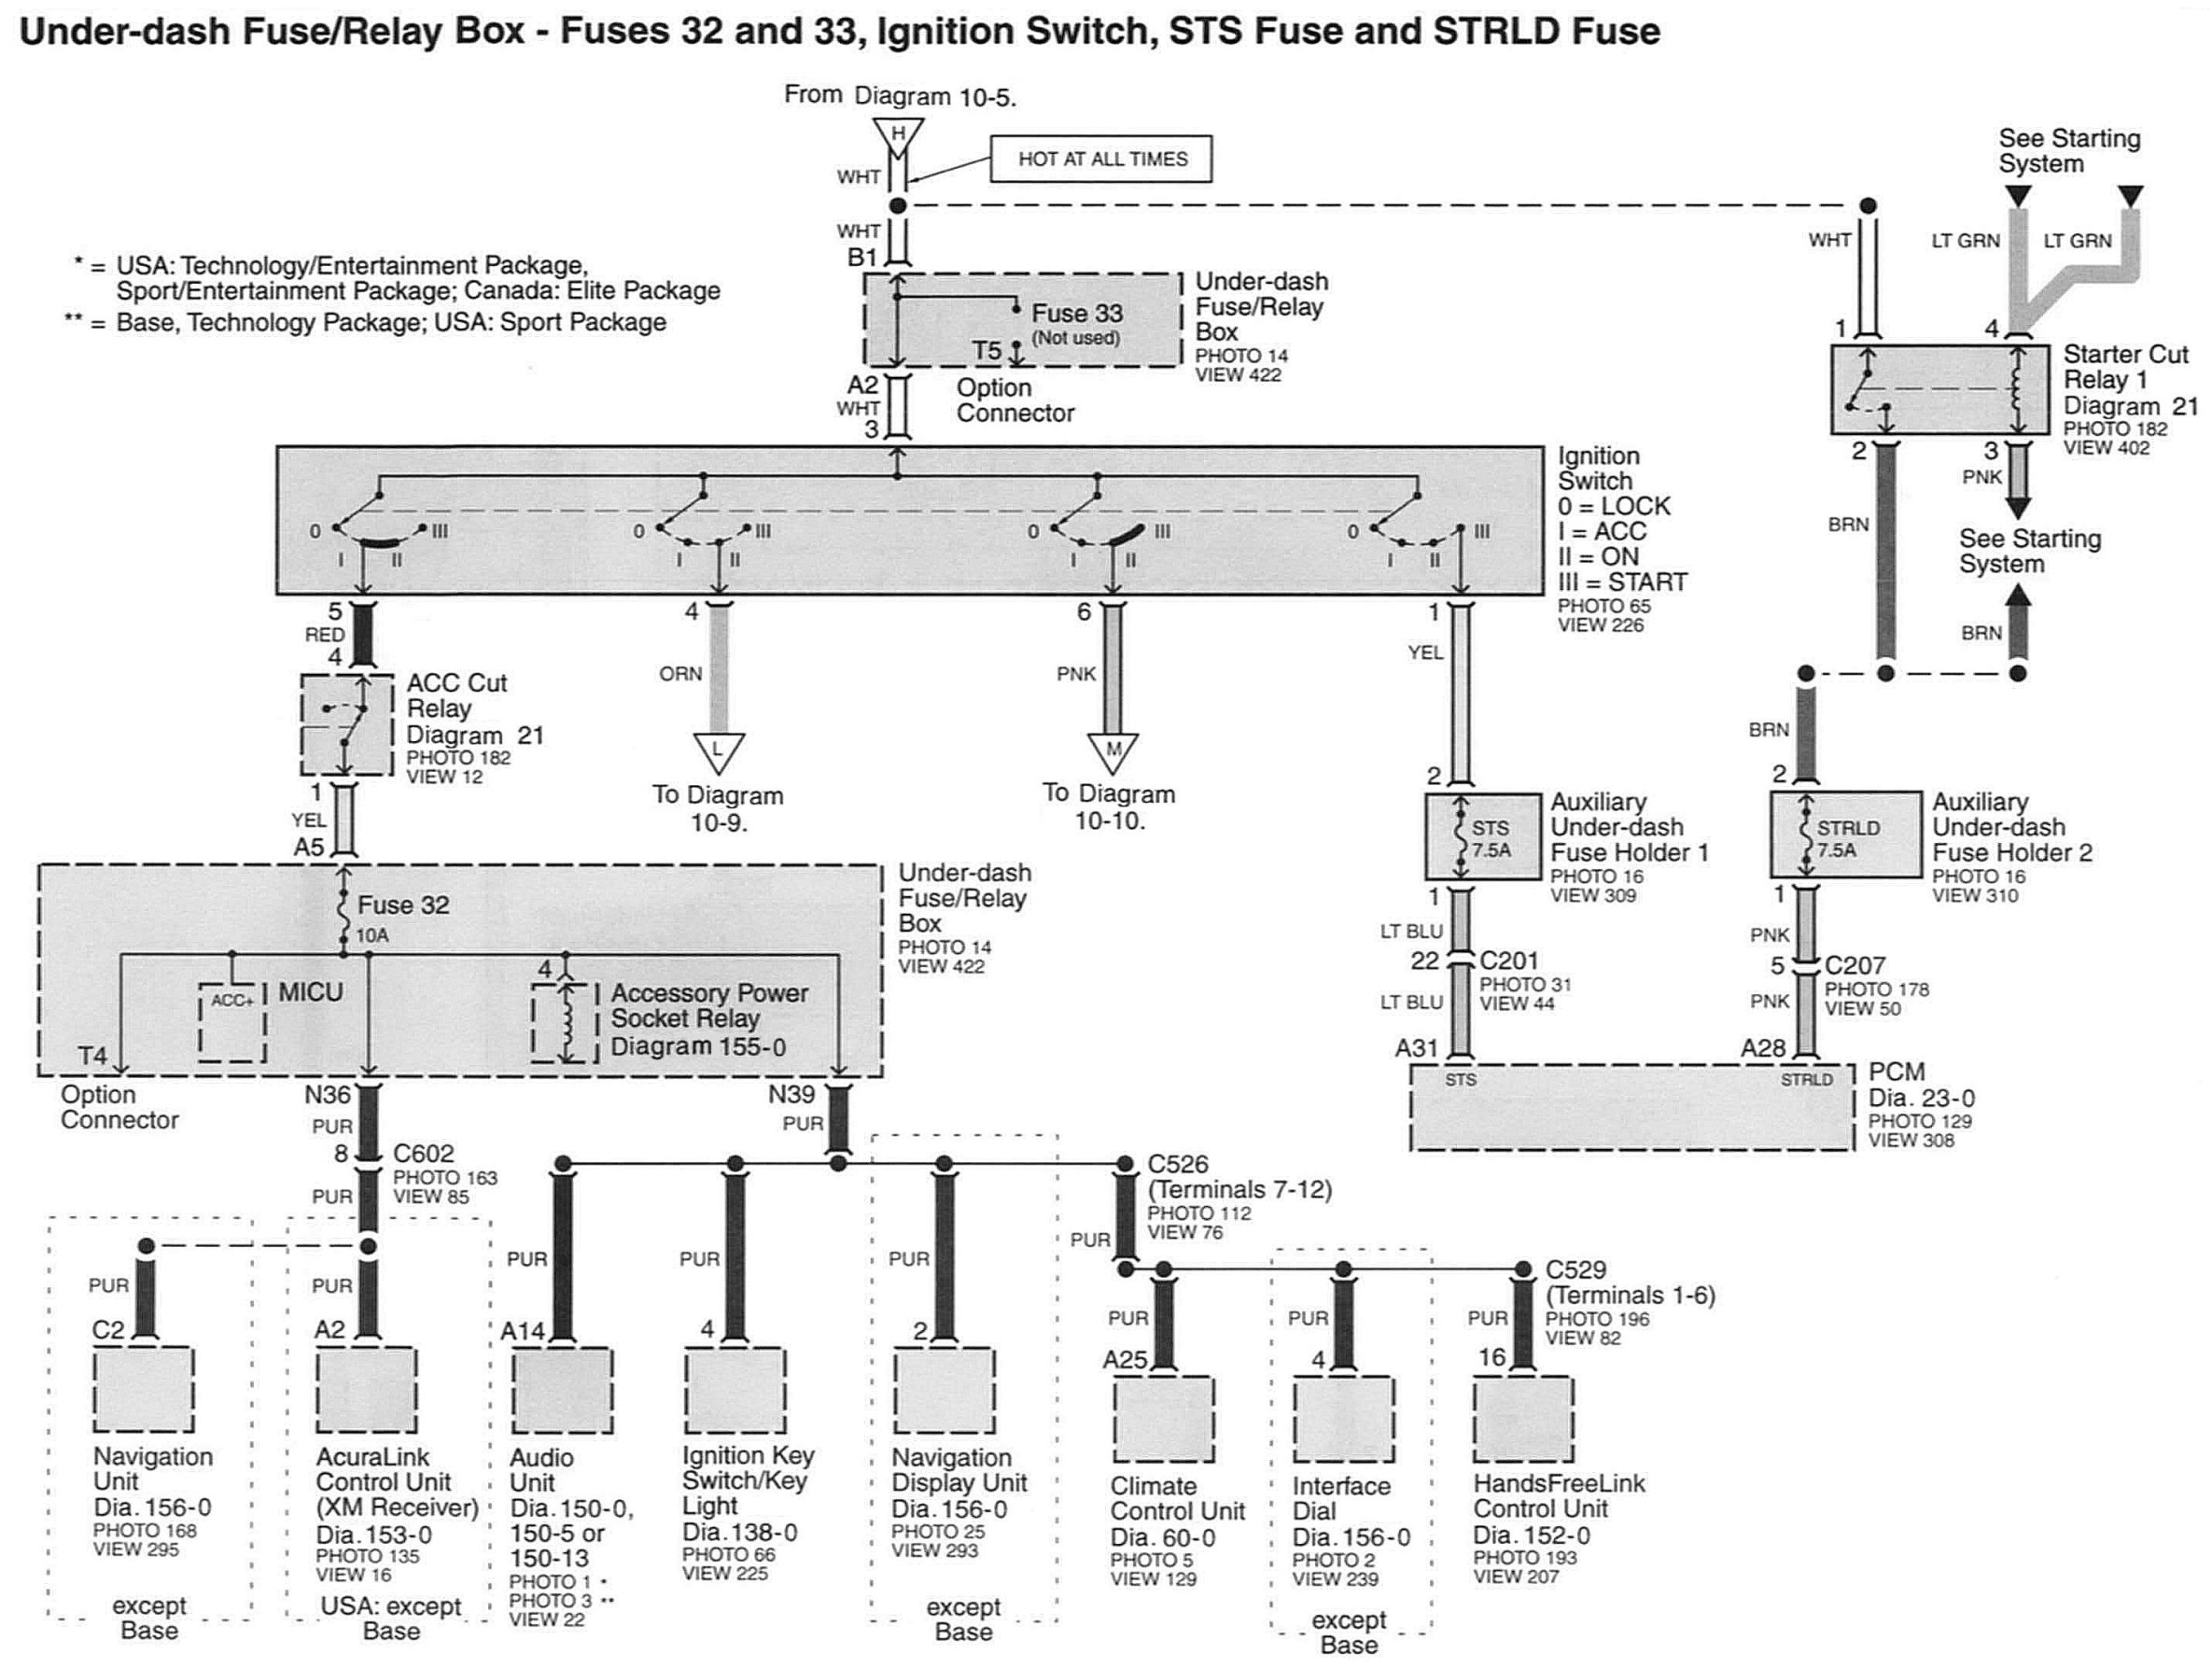 Under-dash Fuse/Relay Box - Fuses 32 and 33, Ignition Switch, STS Fuse and STRLD Fuse
From Diagram 10-5.
H
HOT AT ALL TIMES
WHT
WHT
B1
* = USA: Technology/Entertainment Package,
Sport/Entertainment Package; Canada: Elite Package
** = Base, Technology Package; USA: Sport Package
Fuse 33
(Not used)
T5
Under-dash
Fuse/Relay
Box
PHOTO 14
VIEW 422
A2
WHT
3
Option
Connector
See Starting
System
WHT
LT GRN
LT GRN
1
4
Starter Cut
Relay 1
Diagram 21
PHOTO 182
VIEW 402
2
3
PNK
BRN
See Starting
System
BRN
0
I
II
III
0
I
II
III
0
I
II
III
0
I
II
III
Ignition
Switch
0 = LOCK
I = ACC
II = ON
III = START
PHOTO 65
VIEW 226
5
RED
4
4
ORN
L
To Diagram
10-9.
6
PNK
M
To Diagram
10-10.
1
YEL
2
BRN
2
ACC Cut
Relay
Diagram 21
PHOTO 182
VIEW 12
1
YEL
A5
STS
7.5A
Auxiliary
Under-dash
Fuse Holder 1
PHOTO 16
VIEW 309
STRLD
7.5A
Auxiliary
Under-dash
Fuse Holder 2
PHOTO 16
VIEW 310
1
LT BLU
22
C201
PHOTO 31
VIEW 44
LT BLU
A31
1
PNK
5
C207
PHOTO 178
VIEW 50
PNK
A28
STS
STRLD
PCM
Dia. 23-0
PHOTO 129
VIEW 308
Fuse 32
10A
Under-dash
Fuse/Relay
Box
PHOTO 14
VIEW 422
ACC+
MICU
4
Accessory Power
Socket Relay
Diagram 155-0
T4
Option
Connector
N36
PUR
8
C602
PHOTO 163
VIEW 85
PUR
N39
PUR
C526
(Terminals 7-12)
PHOTO 112
VIEW 76
PUR
C529
(Terminals 1-6)
PHOTO 196
VIEW 82
PUR
C2
Navigation
Unit
Dia. 156-0
PHOTO 168
VIEW 295
except
Base
PUR
A2
AcuraLink
Control Unit
(XM Receiver)
Dia. 153-0
PHOTO 135
VIEW 16
USA: except
Base
PUR
A14
Audio
Unit
Dia. 150-0,
150-5 or
150-13
PHOTO 1 *
PHOTO 3 **
VIEW 22
PUR
4
Ignition Key
Switch/Key
Light
Dia. 138-0
PHOTO 66
VIEW 225
PUR
2
Navigation
Display Unit
Dia. 156-0
PHOTO 25
VIEW 293
except
Base
PUR
A25
Climate
Control Unit
Dia. 60-0
PHOTO 5
VIEW 129
PUR
4
Interface
Dial
Dia. 156-0
PHOTO 2
VIEW 239
except
Base
PUR
16
HandsFreeLink
Control Unit
Dia. 152-0
PHOTO 193
VIEW 207